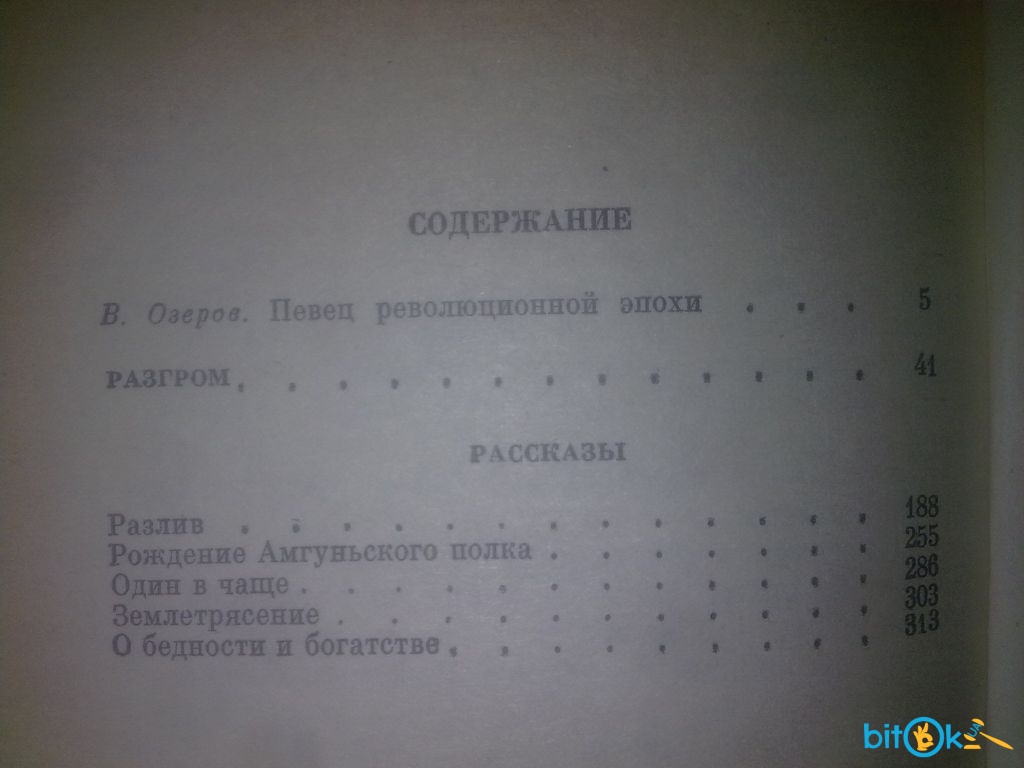 СОДЕРЖАНИЕ
В. Озеров. Певец революционной эпохи . . . 5
РАЗГРОМ . . . . . . . . . . . . . 41
РАССКАЗЫ
Разлив . . . . . . . . . . . . . 188
Рождение Амгуньского полка . . . . . . . 255
Один в чаще . . . . . . . . . . . . 286
Землетрясение . . . . . . . . . . . 303
О бедности и богатстве . . . . . . . . . 313
bitOk UA